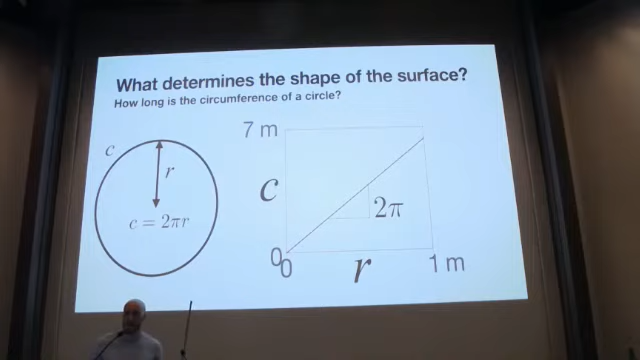 What determines the shape of the surface?
How long is the circumference of a circle?
c
r
c = 2πr
7 m
c
2π
0
0
r
1 m